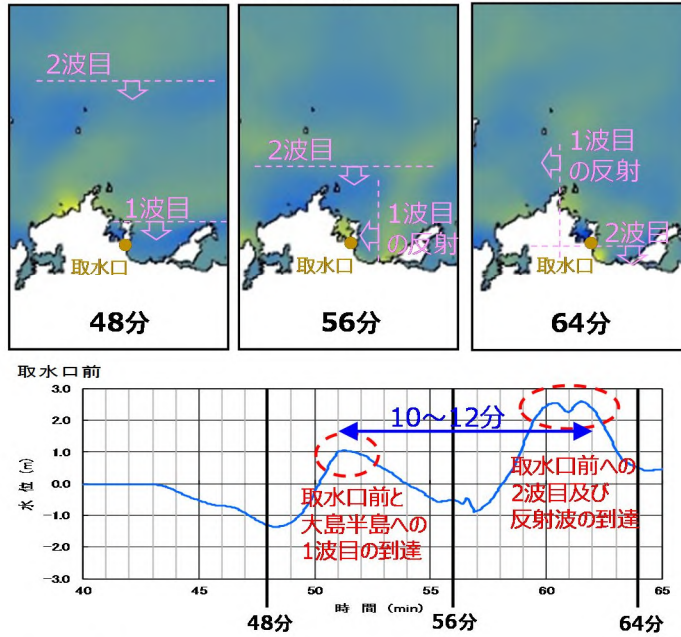 2波目
1波目
取水口
48分
2波目
1波目
の反射
取水口
56分
1波目
の反射
2波目
取水口
64分
取水口前
3.0
2.0
1.0
0.0
-1.0
-2.0
-3.0
水位(m)
10～12分
取水口前と
大島半島への
1波目の到達
取水口前への
2波目及び
反射波の到達
40
45
50
55
60
65
時間(min)
48分
56分
64分